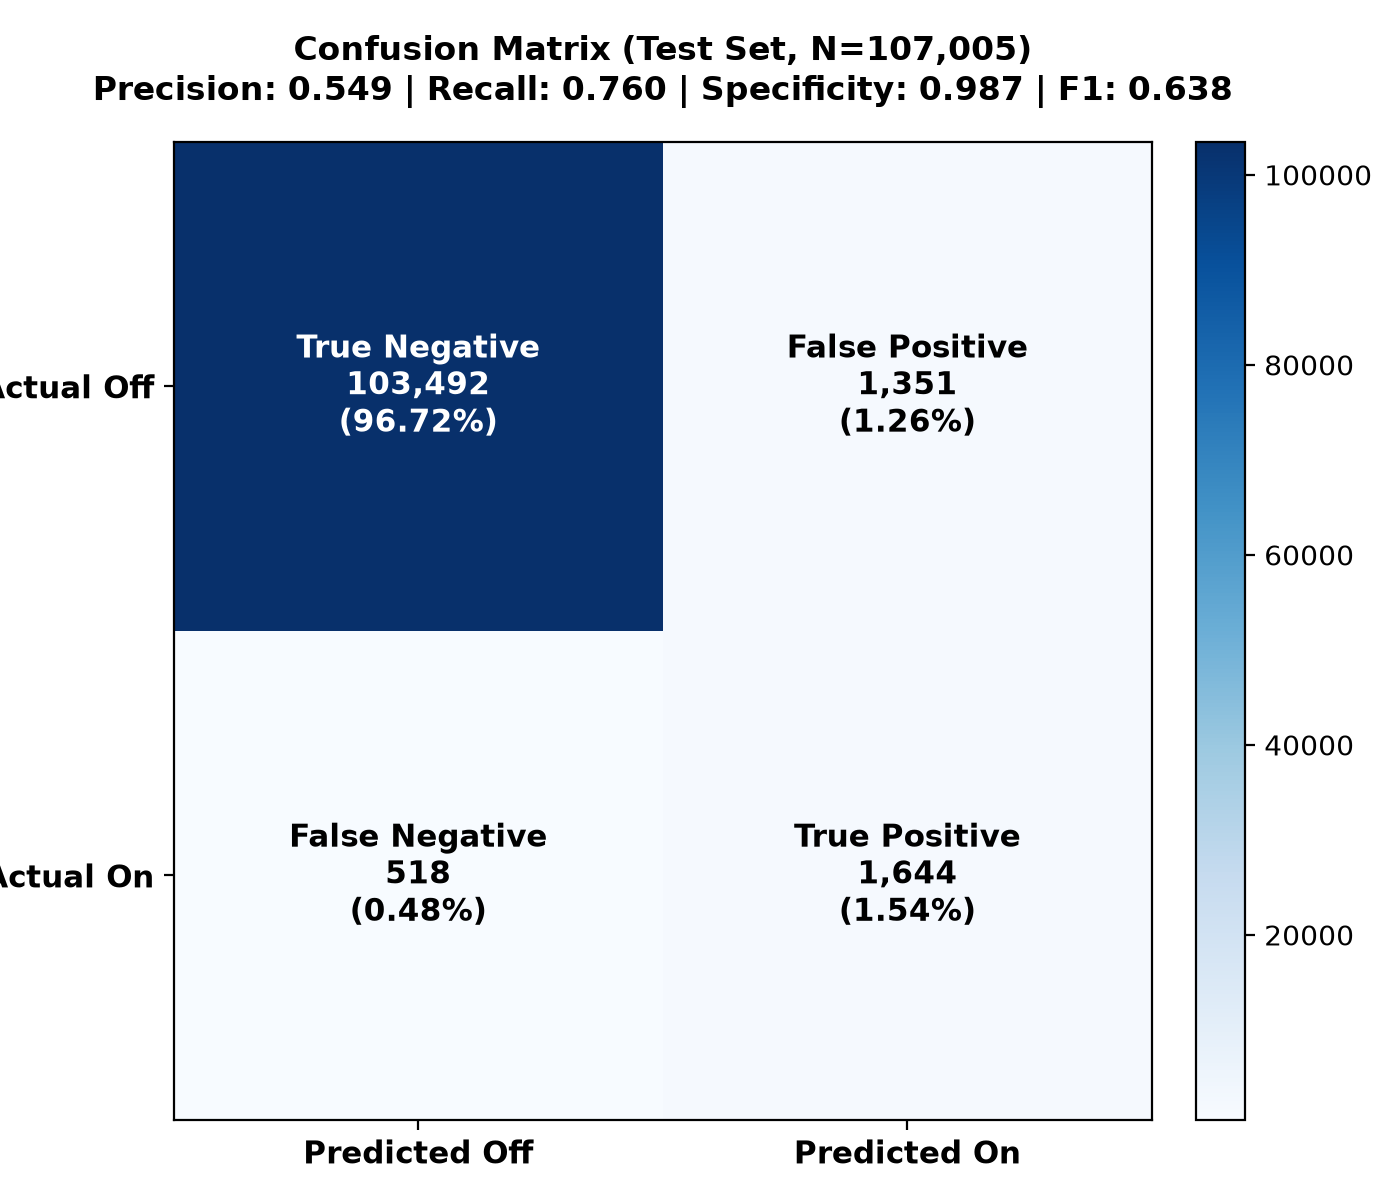 Confusion Matrix (Test Set, N=107,005)
Precision: 0.549 | Recall: 0.760 | Specificity: 0.987 | F1: 0.638
100000
True Negative
103,492
(96.72%)
False Positive
1,351
(1.26%)
Actual Off
80000
60000
40000
False Negative
518
(0.48%)
True Positive
1,644
(1.54%)
Actual On
20000
Predicted Off
Predicted On